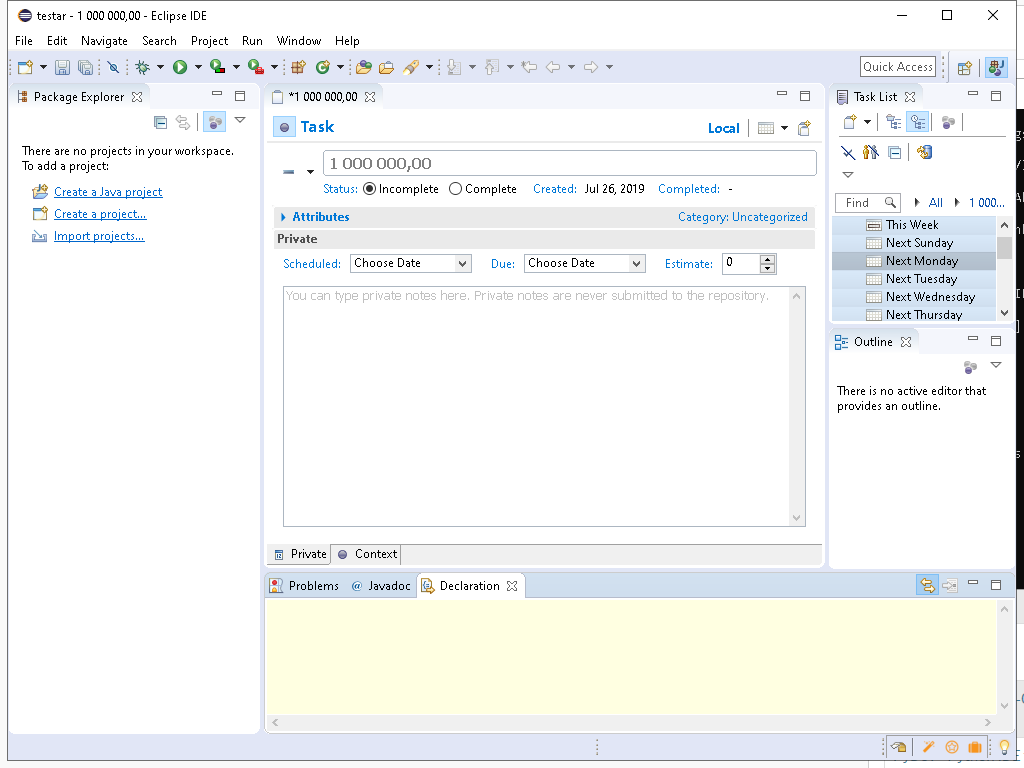 testar - 1 000 000,00 - Eclipse IDE
File Edit Navigate Search Project Run Window Help
Quick Access
Package Explorer
There are no projects in your workspace.
To add a project:
Create a Java project
Create a project...
Import projects...
*1 000 000,00
Task
Local
1 000 000,00
Status: Incomplete Complete Created: Jul 26, 2019 Completed: -
Attributes Category: Uncategorized
Private
Scheduled: Choose Date Due: Choose Date Estimate: 0
You can type private notes here. Private notes are never submitted to the repository.
Private Context
Task List
Find All 1 000...
This Week
Next Sunday
Next Monday
Next Tuesday
Next Wednesday
Next Thursday
Outline
There is no active editor that
provides an outline.
Problems @ Javadoc Declaration